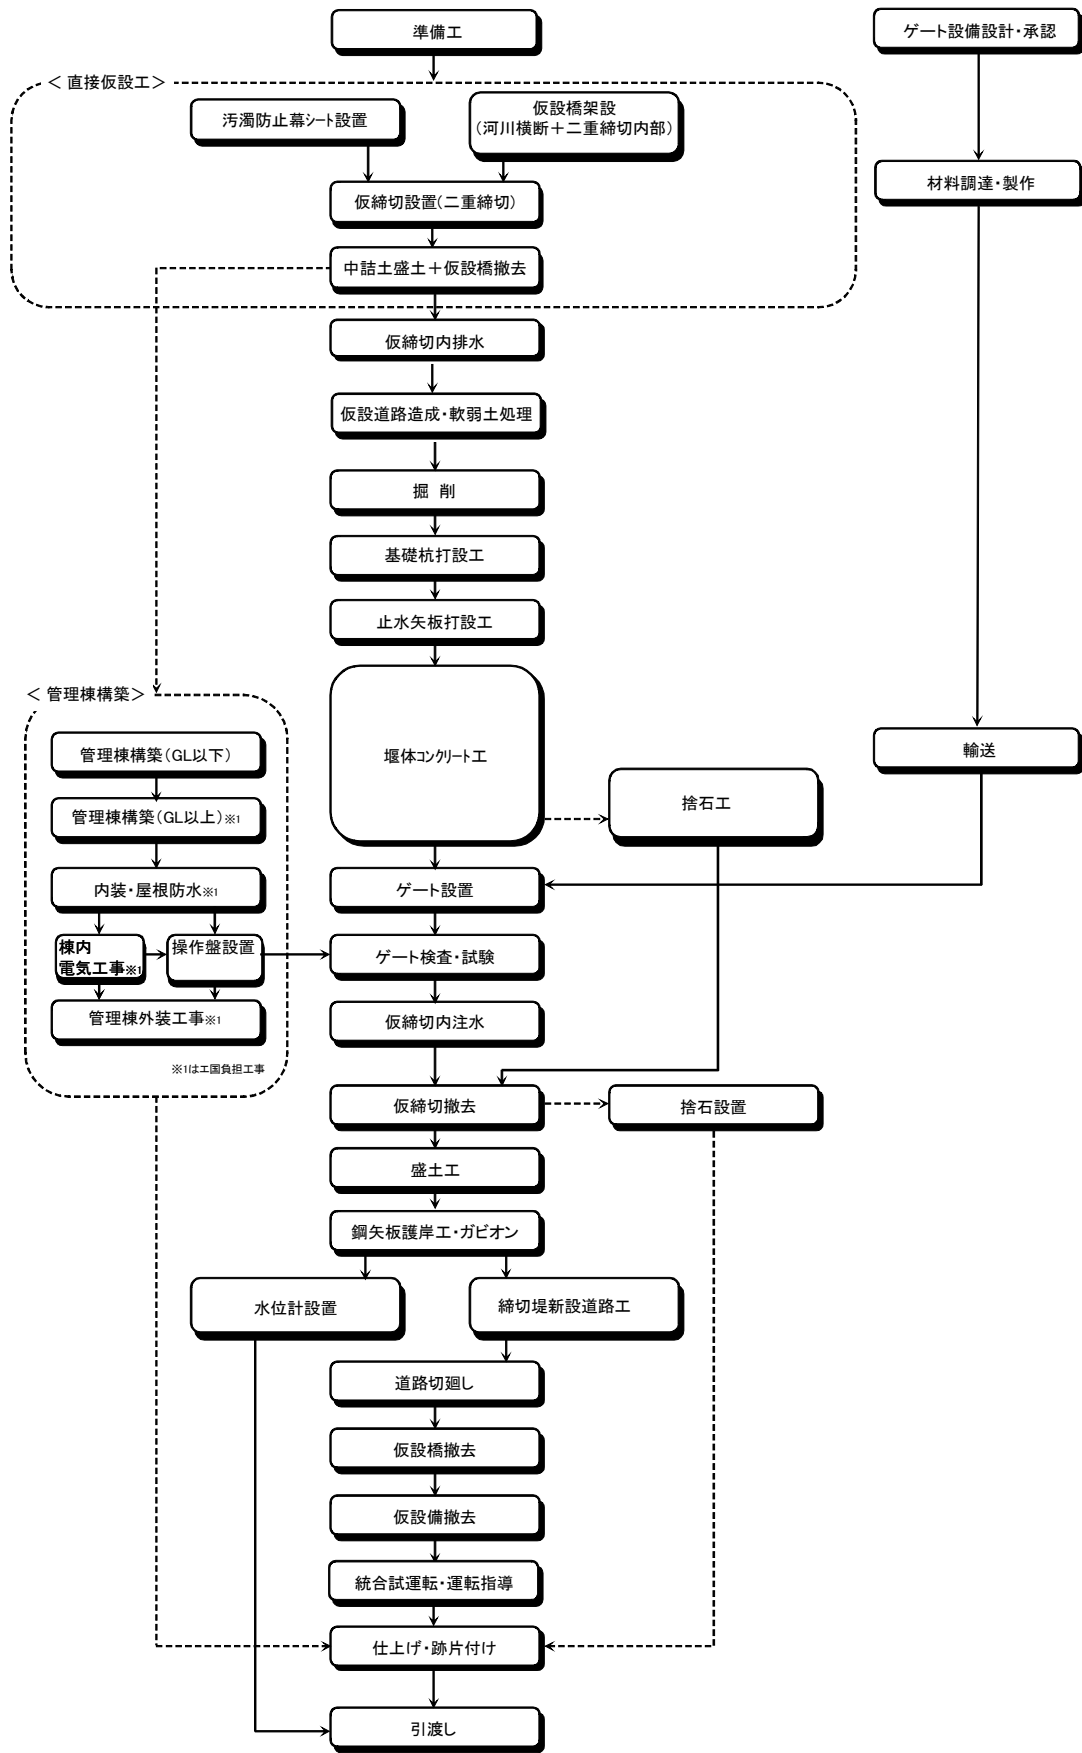 準備工
ゲート設備設計・承認
＜ 直接仮設工＞
汚濁防止幕シート設置
仮設橋架設
（河川横断＋二重締切内部）
材料調達・製作
仮締切設置（二重締切）
中詰土盛土＋仮設橋撤去
仮締切内排水
仮設道路造成・軟弱土処理
掘 削
基礎杭打設工
止水矢板打設工
＜ 管理棟構築＞
管理棟構築（GL以下）
堰体コンクリート工
輸送
管理棟構築（GL以上）※1
捨石工
内装・屋根防水※1
ゲート設置
棟内
電気工事※1
操作盤設置
ゲート検査・試験
管理棟外装工事※1
仮締切内注水
※1はエ国負担工事
仮締切撤去
捨石設置
盛土工
鋼矢板護岸工・ガビオン
水位計設置
締切堤新設道路工
道路切廻し
仮設橋撤去
仮設備撤去
統合試運転・運転指導
仕上げ・跡片付け
引渡し